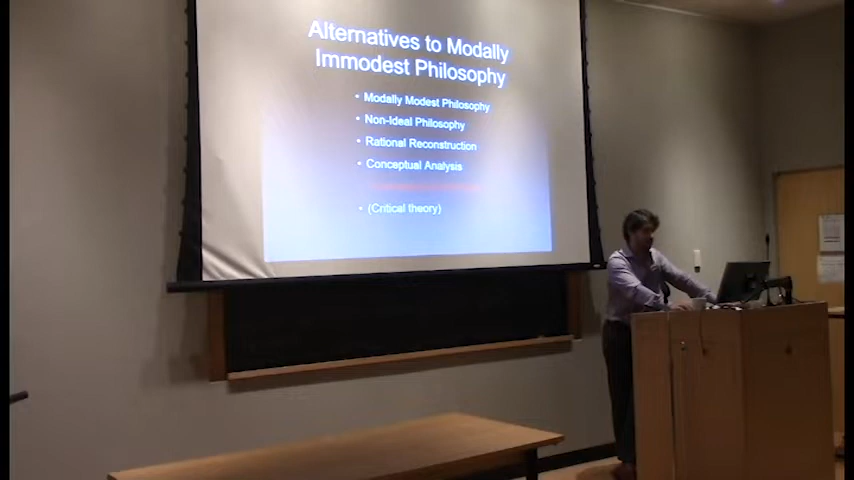 Alternatives to Modally
Immodest Philosophy
• Modally Modest Philosophy
• Non-Ideal Philosophy
• Rational Reconstruction
• Conceptual Analysis
• (Critical theory)